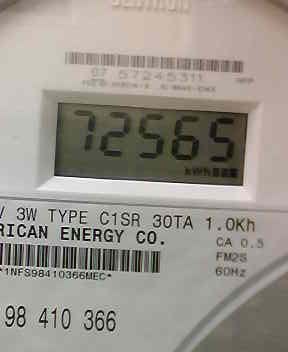 07 57245311
72565
kWh
V 3W TYPE C1SR 30TA 1.0Kh
RICAN ENERGY CO.
CA 0.5
FM2S
60Hz
*1NFS98410366MEC*
98 410 366